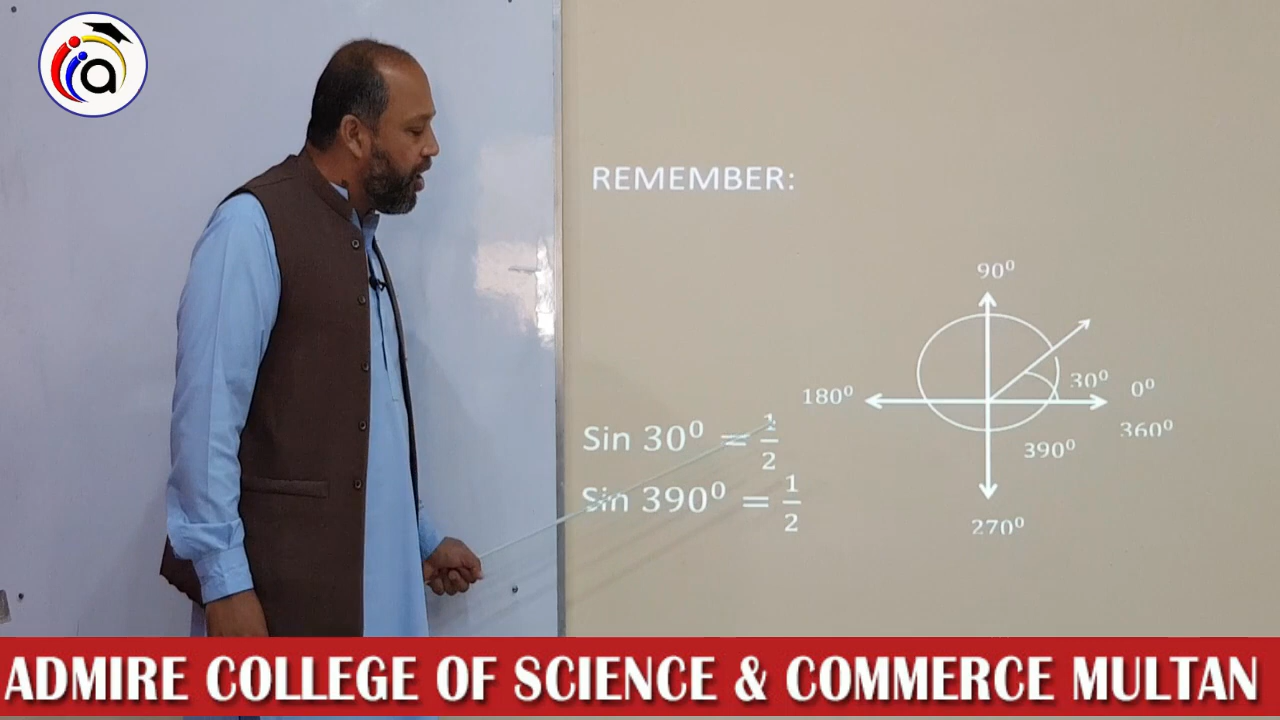 a
REMEMBER:
90⁰
30⁰
0⁰
180⁰
360⁰
390⁰
Sin 30⁰ = 1/2
Sin 390⁰ = 1/2
270⁰
ADMIRE COLLEGE OF SCIENCE & COMMERCE MULTAN